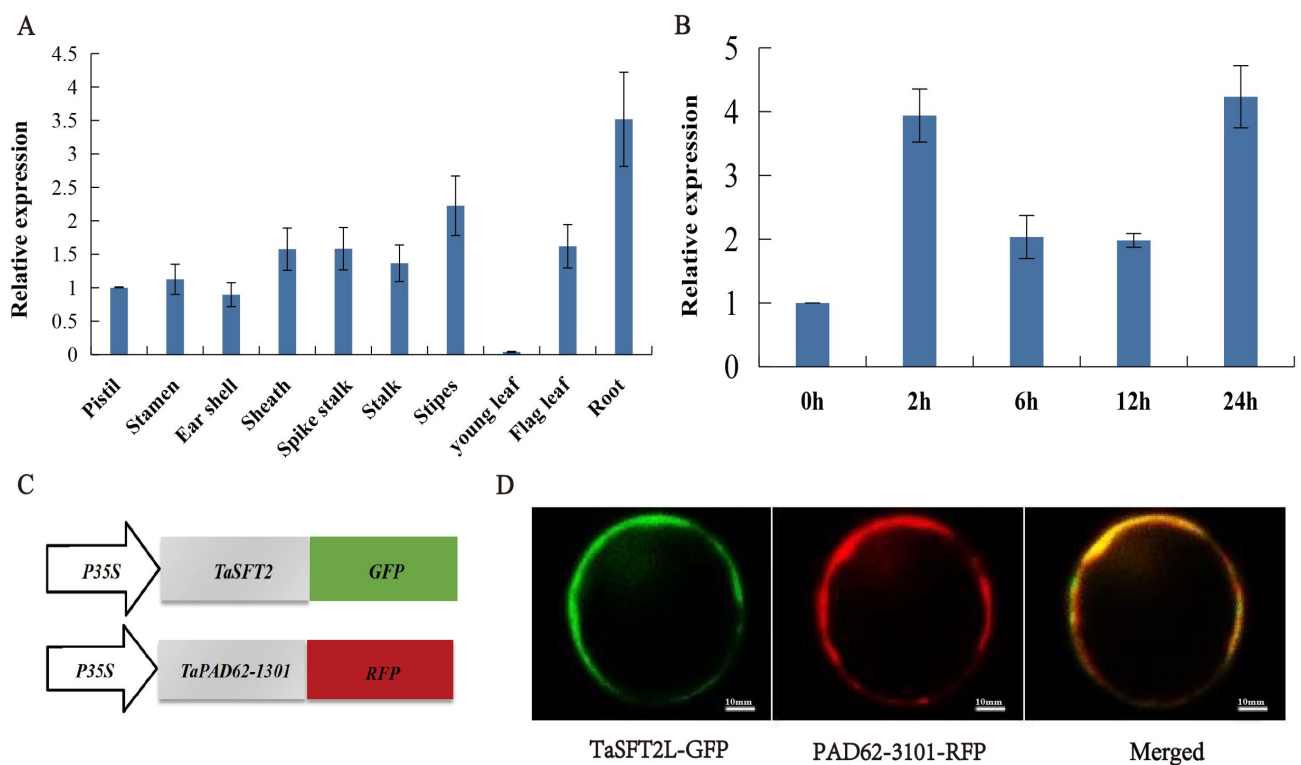 A
Relative expression
4.5
4
3.5
3
2.5
2
1.5
1
0.5
0
Pistil
Stamen
Ear shell
Sheath
Spike stalk
Stalk
Stipes
young leaf
Flag leaf
Root
B
Relative expression
5
4
3
2
1
0
0h
2h
6h
12h
24h
C
P35S TaSFT2 GFP
P35S TaPAD62-1301 RFP
D
10mm
10mm
10mm
TaSFT2L-GFP
PAD62-3101-RFP
Merged